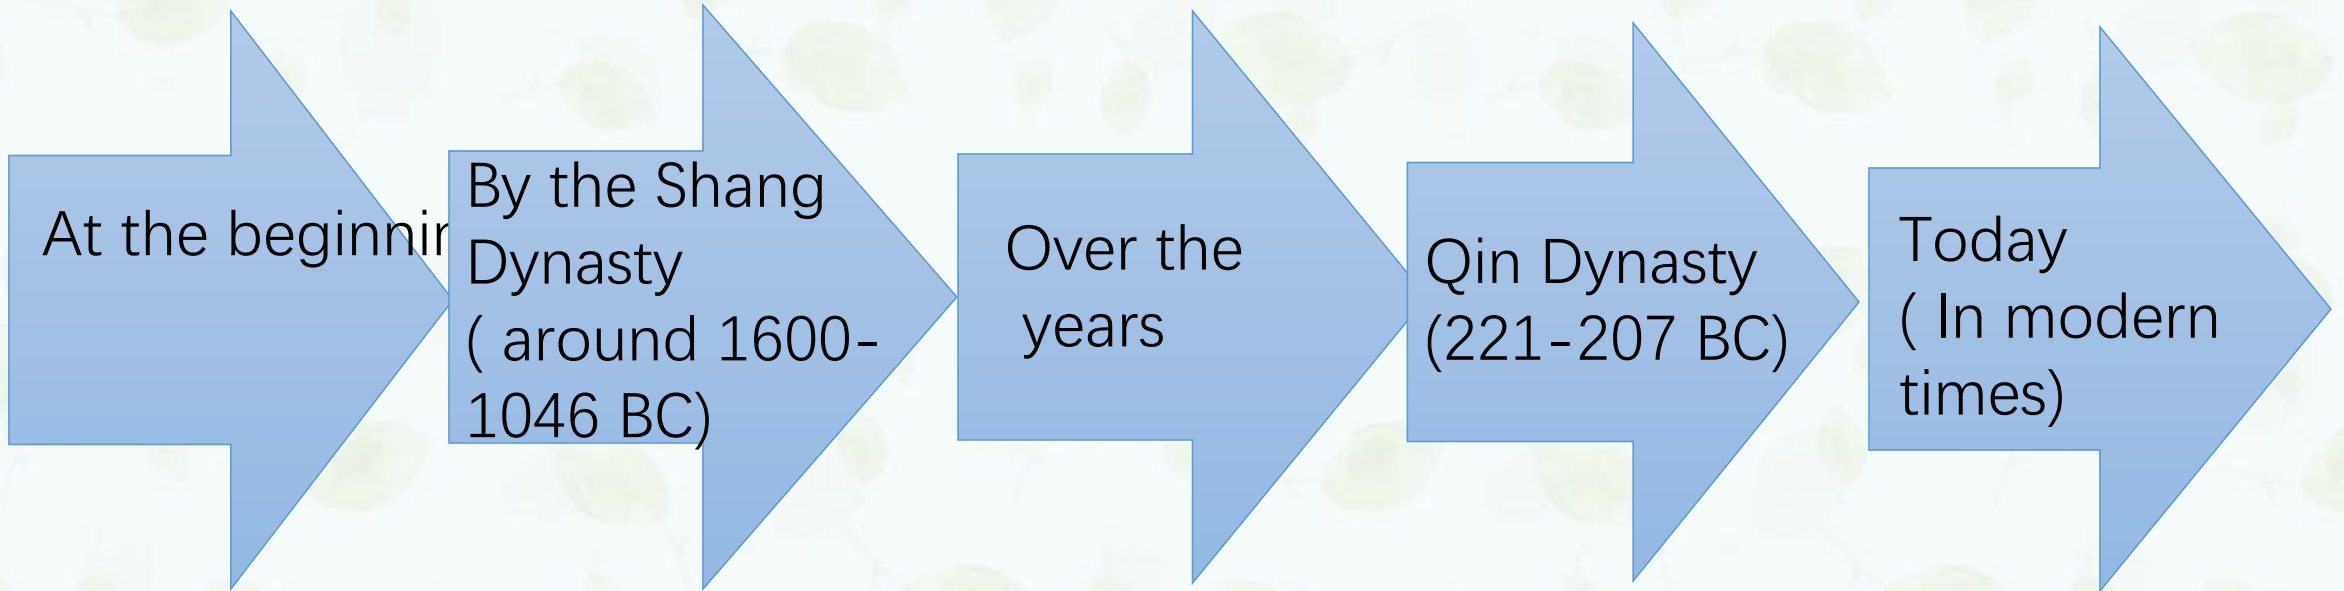 At the beginnin
By the Shang
Dynasty
( around 1600-
1046 BC)
Over the
years
Qin Dynasty
(221-207 BC)
Today
( In modern
times)